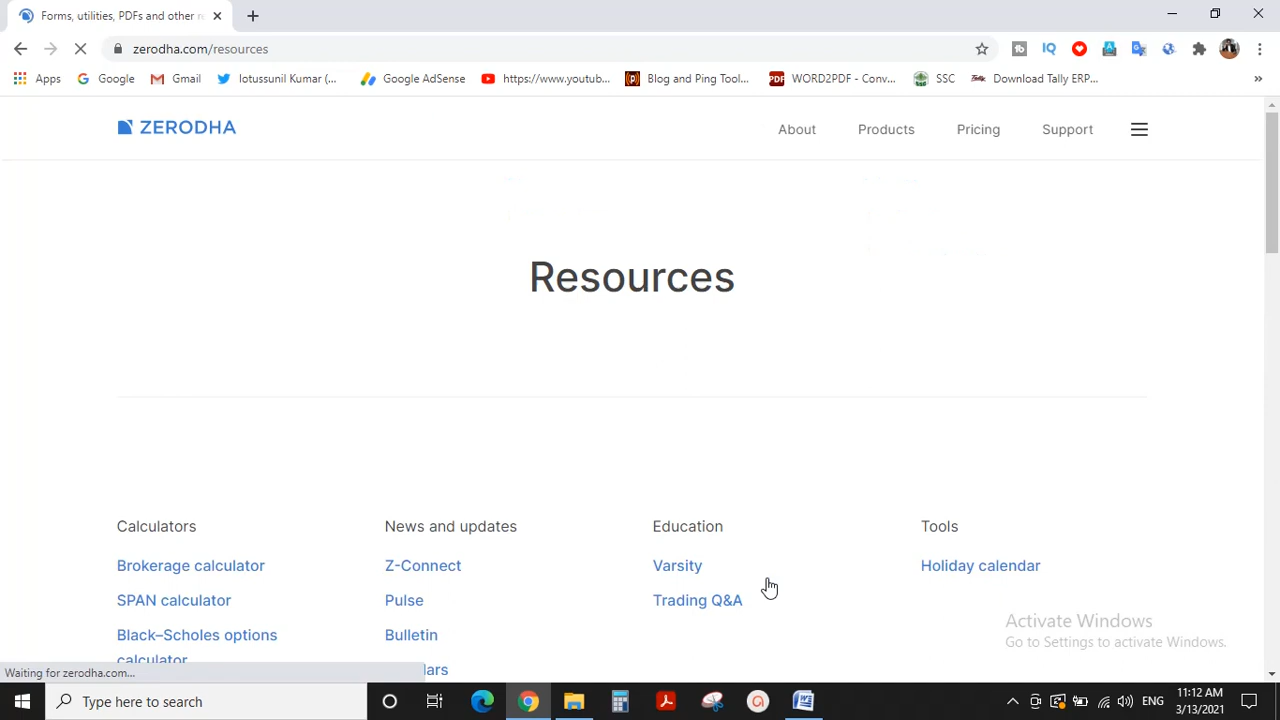 Forms, utilities, PDFs and other r
zerodha.com/resources
Apps
Google
Gmail
lotussunil Kumar (...
Google AdSense
https://www.youtub...
Blog and Ping Tool...
WORD2PDF - Conv...
SSC
Download Tally ERP...
ZERODHA
About
Products
Pricing
Support
Resources
Calculators
Brokerage calculator
SPAN calculator
Black–Scholes options
calculator
News and updates
Z-Connect
Pulse
Bulletin
Education
Varsity
Trading Q&A
Tools
Holiday calendar
Activate Windows
Go to Settings to activate Windows.
Waiting for zerodha.com...
Type here to search
ENG
11:12 AM
3/13/2021